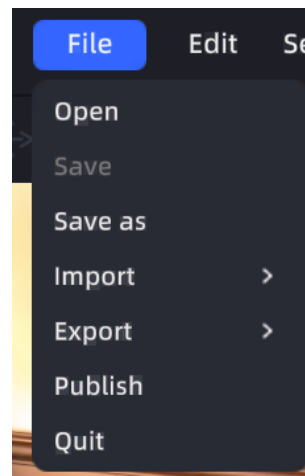 File Edit
Open
Save
Save as
Import
Export
Publish
Quit